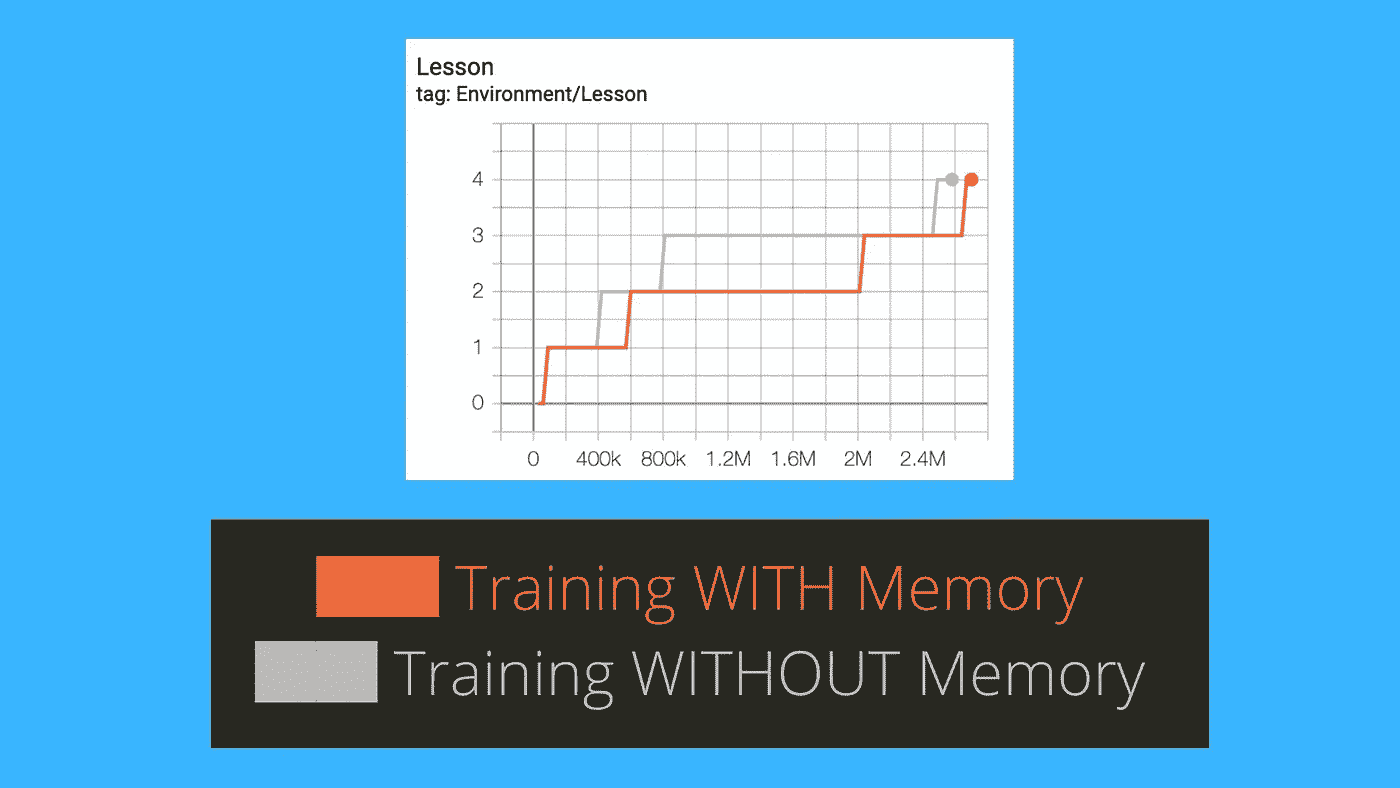 Lesson
tag: Environment/Lesson
4
3
2
1
0
0 400k 800k 1.2M 1.6M 2M 2.4M
Training WITH Memory
Training WITHOUT Memory